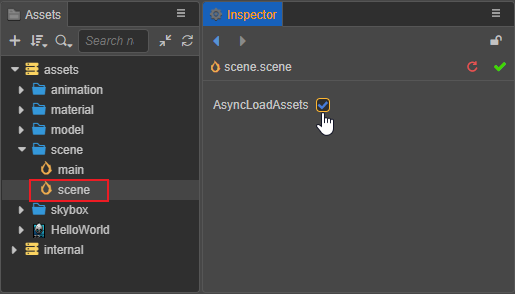 Assets
Search n
assets
animation
material
model
scene
main
scene
skybox
HelloWorld
internal
Inspector
scene.scene
AsyncLoadAssets